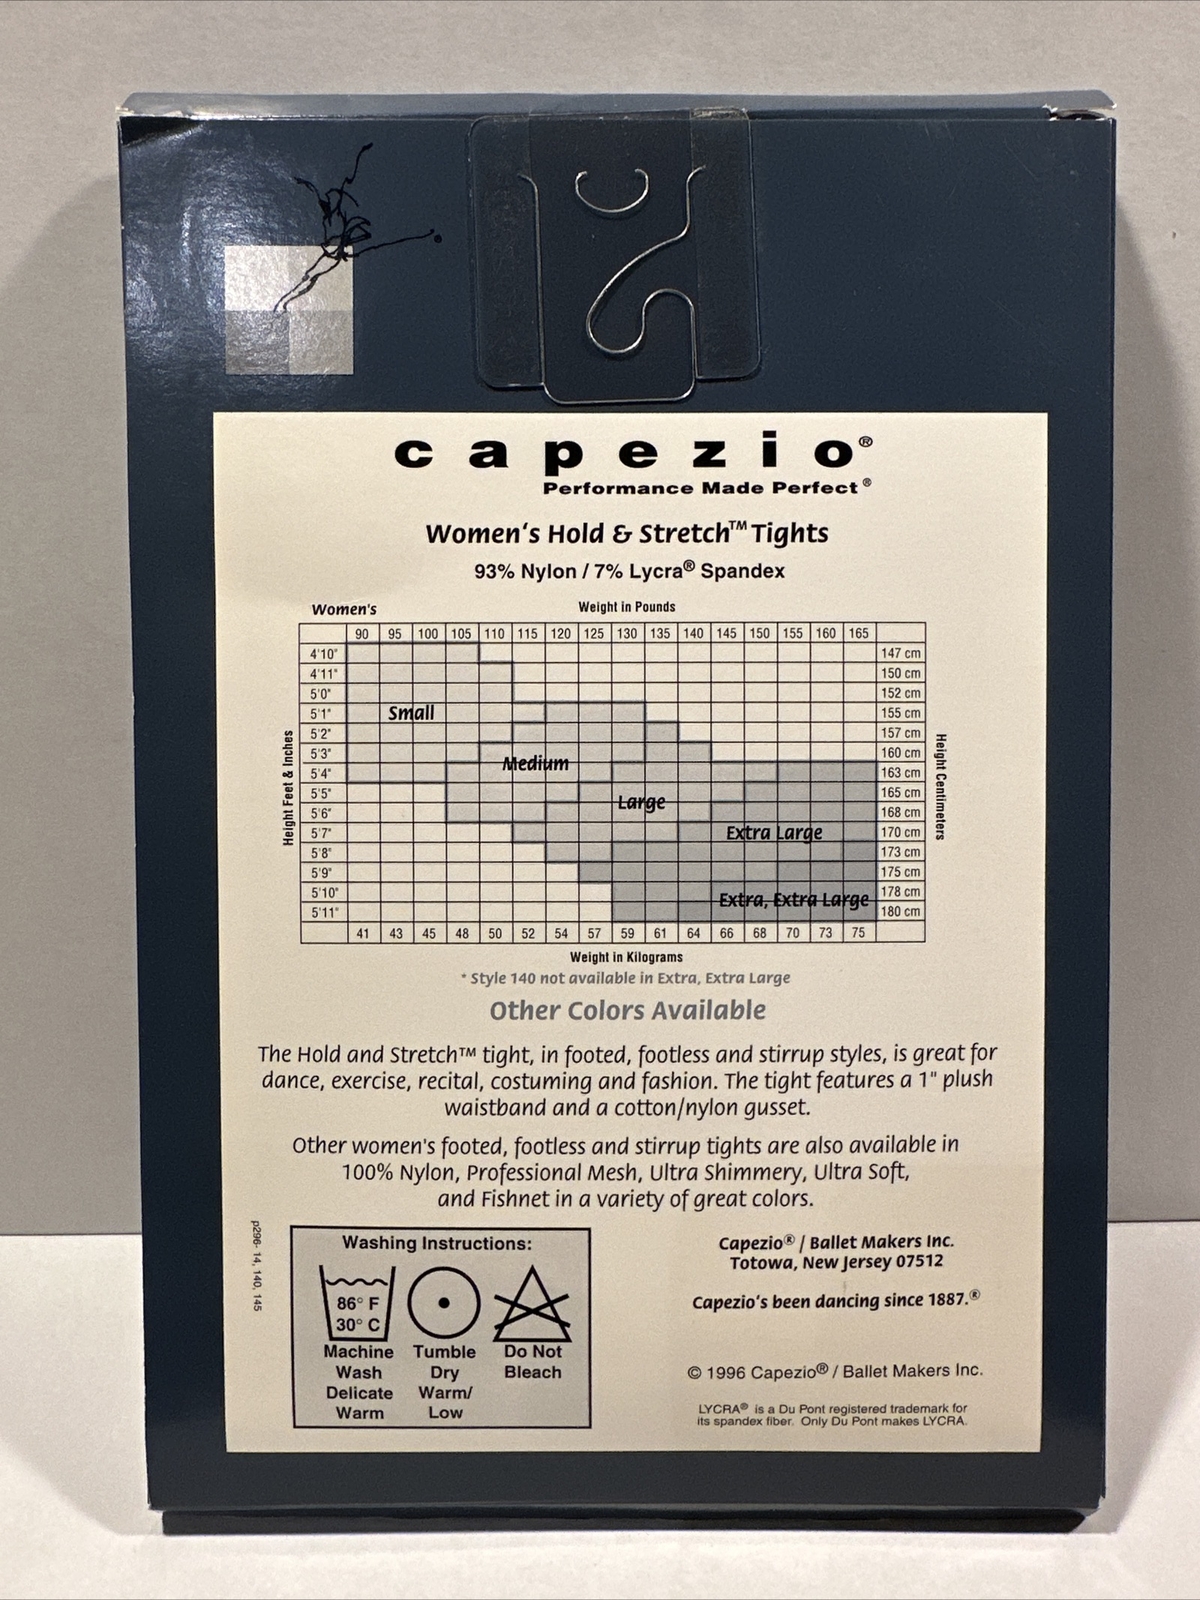 capezio®
Performance Made Perfect®
Women's Hold & Stretch™ Tights
93% Nylon / 7% Lycra® Spandex
Women's
Weight in Pounds
90 95 100 105 110 115 120 125 130 135 140 145 150 155 160 165
4'10" 147 cm
4'11" 150 cm
5'0" 152 cm
5'1" Small 155 cm
5'2" 157 cm
5'3" 160 cm
Medium
5'4" 163 cm
5'5" 165 cm
Large
5'6" 168 cm
5'7" Extra Large 170 cm
5'8" 173 cm
5'9" 175 cm
5'10" Extra, Extra Large 178 cm
5'11" 180 cm
41 43 45 48 50 52 54 57 59 61 64 66 68 70 73 75
Height Feet & Inches
Height Centimeters
Weight in Kilograms
* Style 140 not available in Extra, Extra Large
Other Colors Available
The Hold and Stretch™ tight, in footed, footless and stirrup styles, is great for
dance, exercise, recital, costuming and fashion. The tight features a 1" plush
waistband and a cotton/nylon gusset.
Other women's footed, footless and stirrup tights are also available in
100% Nylon, Professional Mesh, Ultra Shimmery, Ultra Soft,
and Fishnet in a variety of great colors.
p296- 14, 140, 145
Washing Instructions:
86° F
30° C
Machine
Wash
Delicate
Warm
Tumble
Dry
Warm/
Low
Do Not
Bleach
Capezio® / Ballet Makers Inc.
Totowa, New Jersey 07512
Capezio's been dancing since 1887.®
© 1996 Capezio® / Ballet Makers Inc.
LYCRA® is a Du Pont registered trademark for
its spandex fiber. Only Du Pont makes LYCRA.